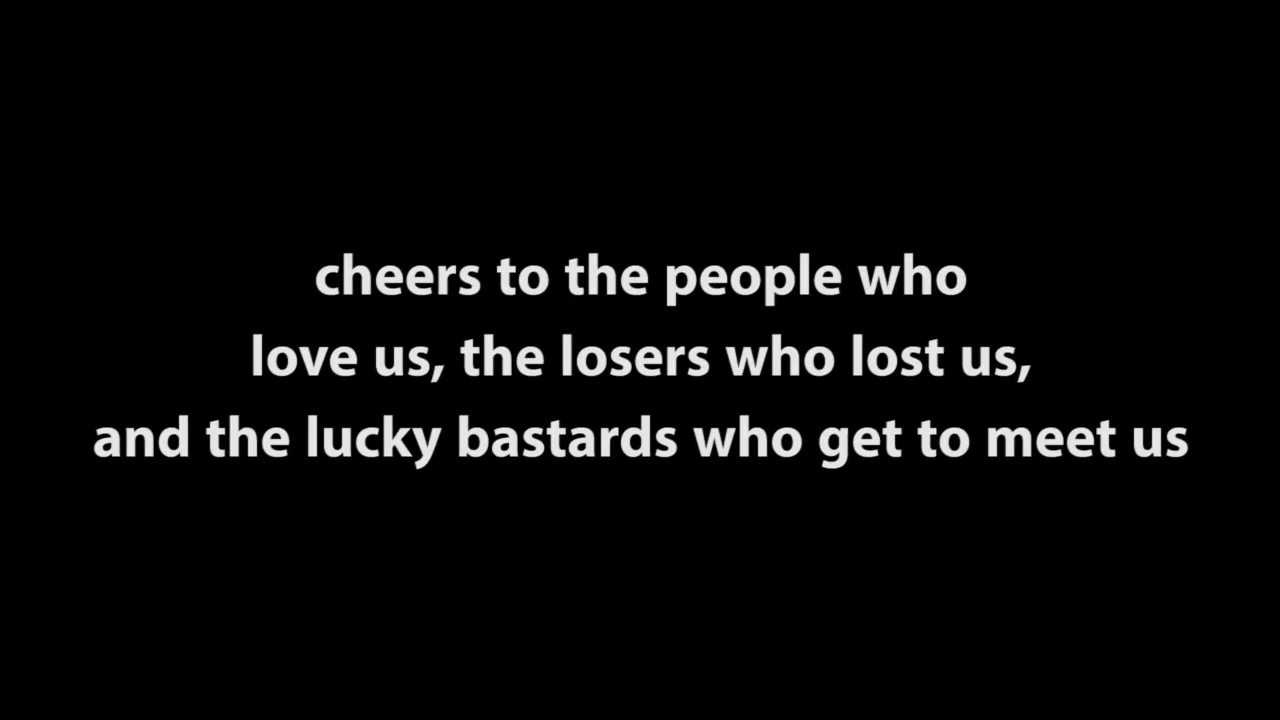 cheers to the people who
love us, the losers who lost us,
and the lucky bastards who get to meet us